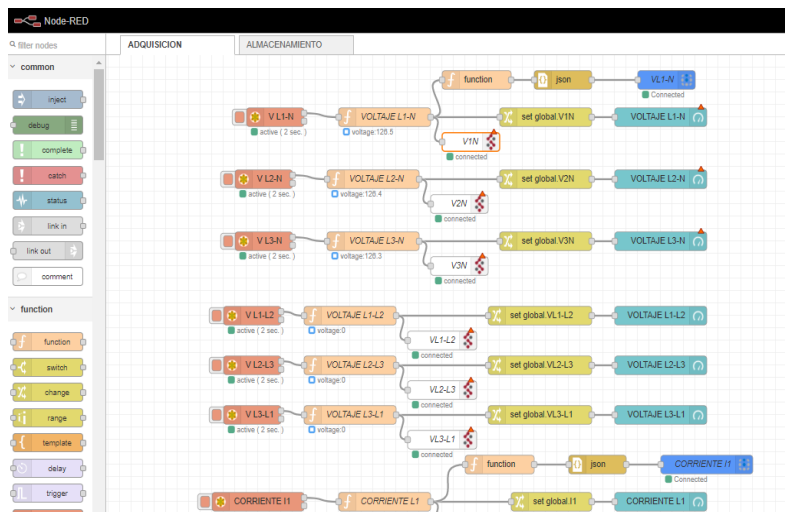 Node-RED
filter nodes
ADQUISICION
ALMACENAMIENTO
common
inject
debug
complete
catch
status
link in
link out
comment
function
function
switch
change
range
template
delay
trigger
function
json
VL1-N
Connected
V L1-N
active ( 2 sec. )
VOLTAJE L1-N
voltage:126.5
set global.V1N
VOLTAJE L1-N
V1N
connected
V L2-N
active ( 2 sec. )
VOLTAJE L2-N
voltage:126.4
set global.V2N
VOLTAJE L2-N
V2N
connected
V L3-N
active ( 2 sec. )
VOLTAJE L3-N
voltage:126.3
set global.V3N
VOLTAJE L3-N
V3N
connected
V L1-L2
active ( 2 sec. )
VOLTAJE L1-L2
voltage:0
set global.VL1-L2
VOLTAJE L1-L2
VL1-L2
connected
V L2-L3
active ( 2 sec. )
VOLTAJE L2-L3
voltage:0
set global.VL2-L3
VOLTAJE L2-L3
VL2-L3
connected
V L3-L1
active ( 2 sec. )
VOLTAJE L3-L1
voltage:0
set global.VL3-L1
VOLTAJE L3-L1
VL3-L1
connected
function
json
CORRIENTE I1
Connected
CORRIENTE I1
CORRIENTE L1
set global.I1
CORRIENTE L1